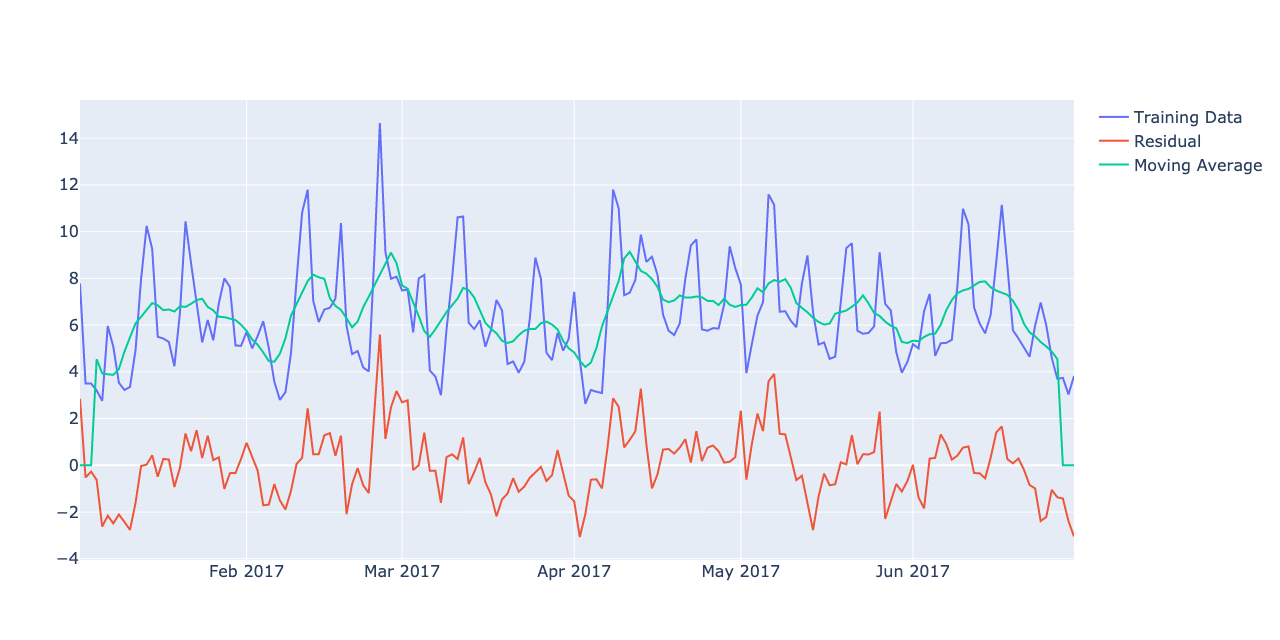 Training Data
Residual
Moving Average
14
12
10
8
6
4
2
0
−2
−4
Feb 2017
Mar 2017
Apr 2017
May 2017
Jun 2017